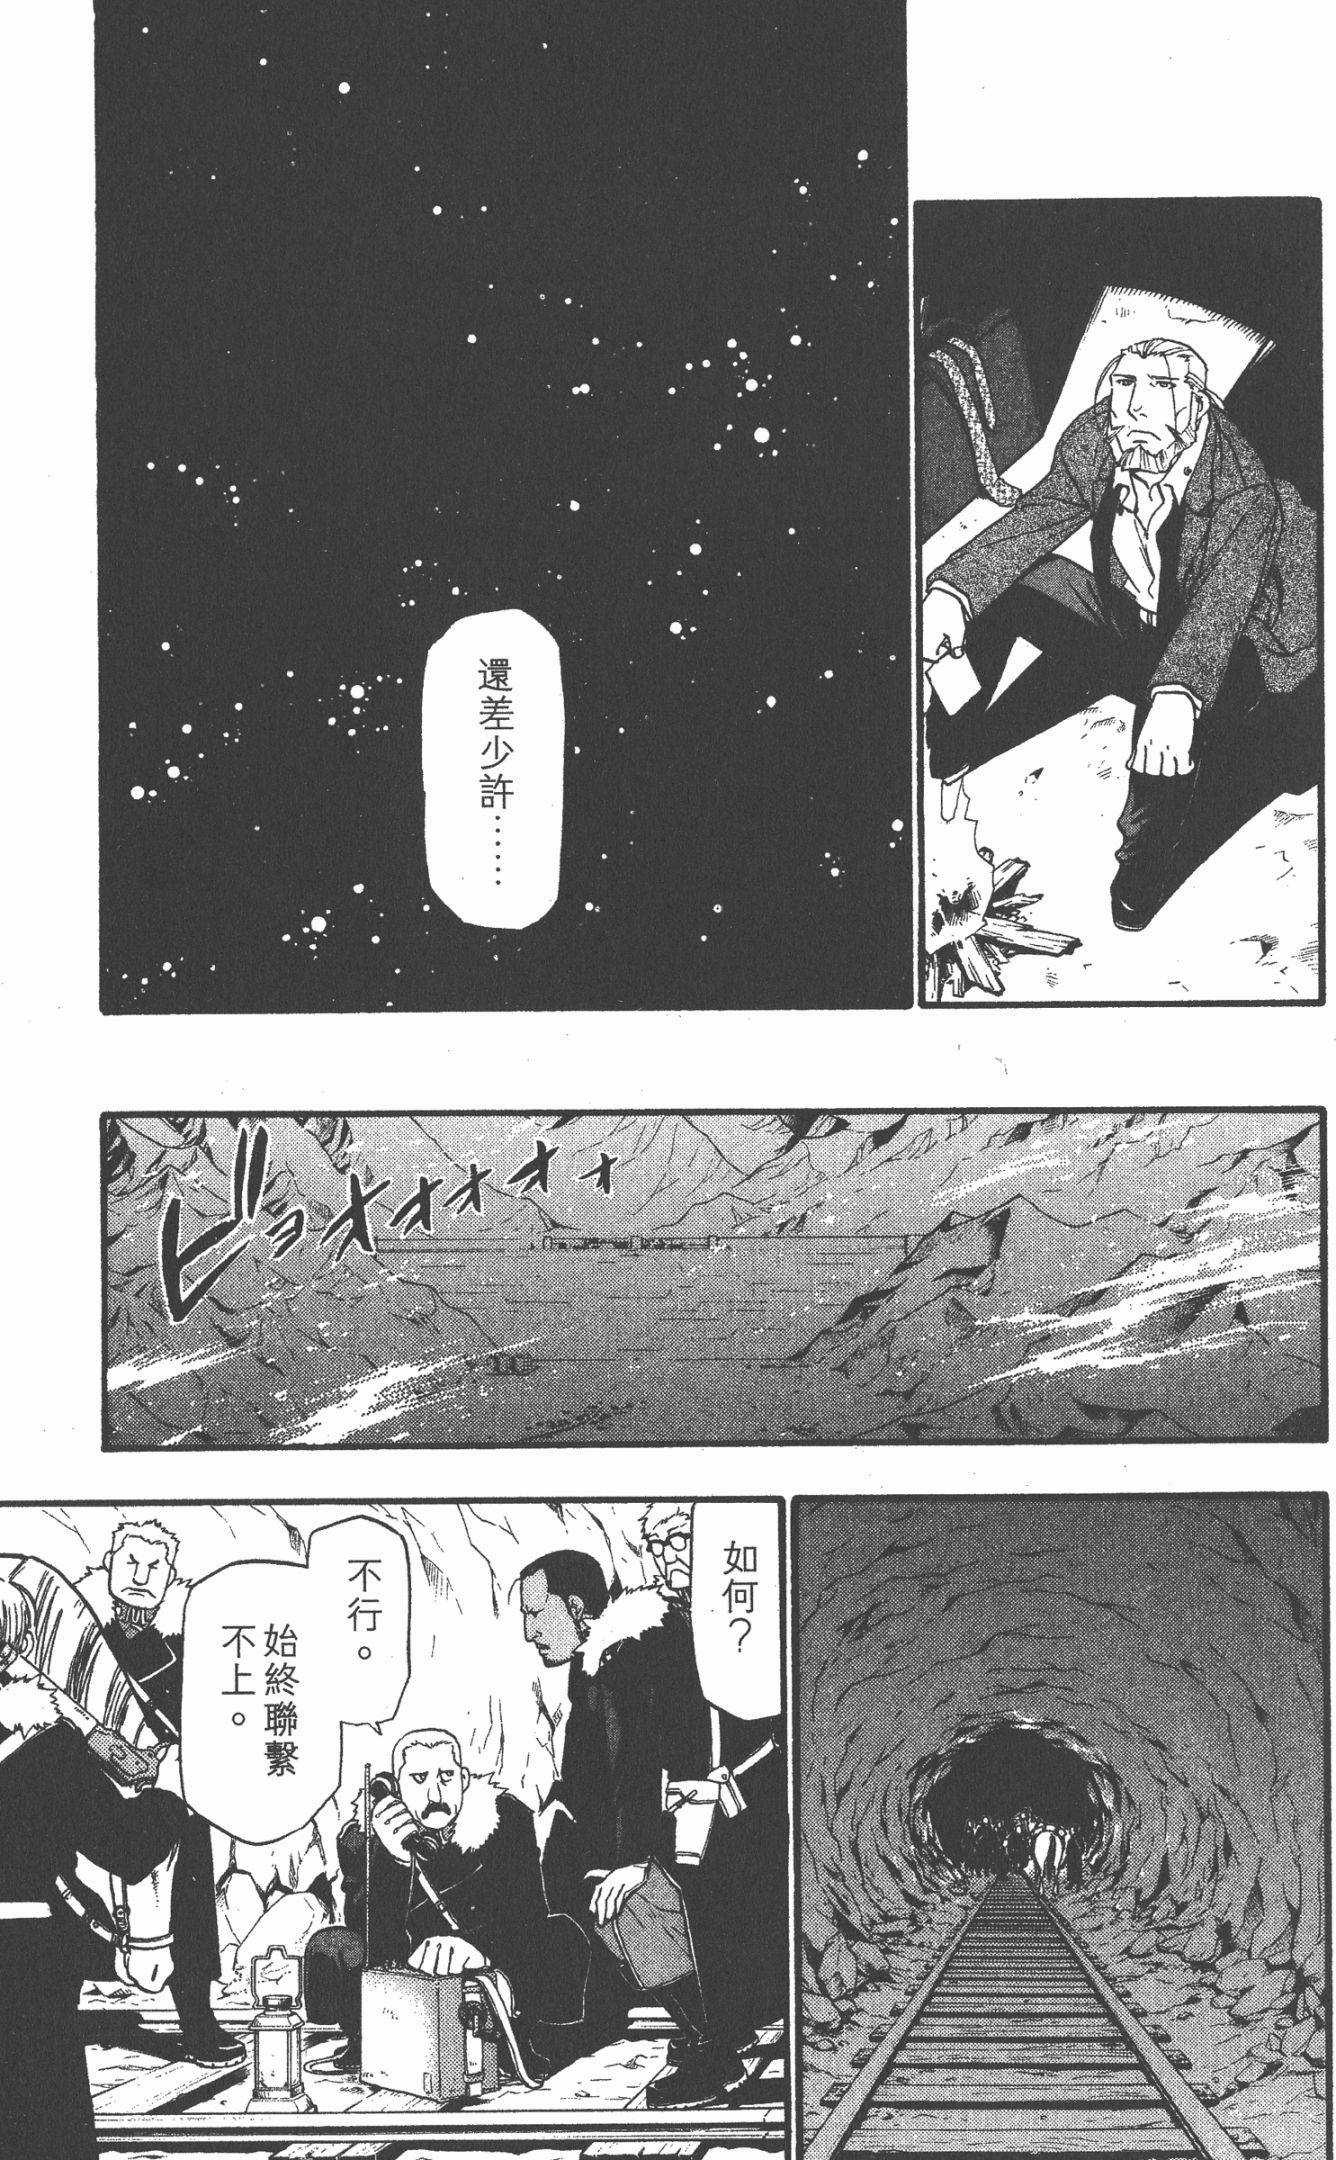 還差少許……
ビョオオオオオ
如何?
不行。
始終聯繫
不上。